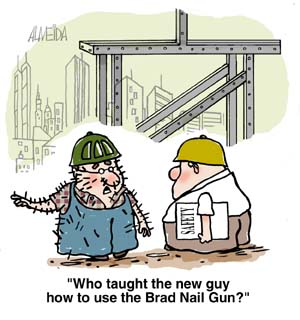 ALMEIDA
SAFETY
"Who taught the new guy
how to use the Brad Nail Gun?"